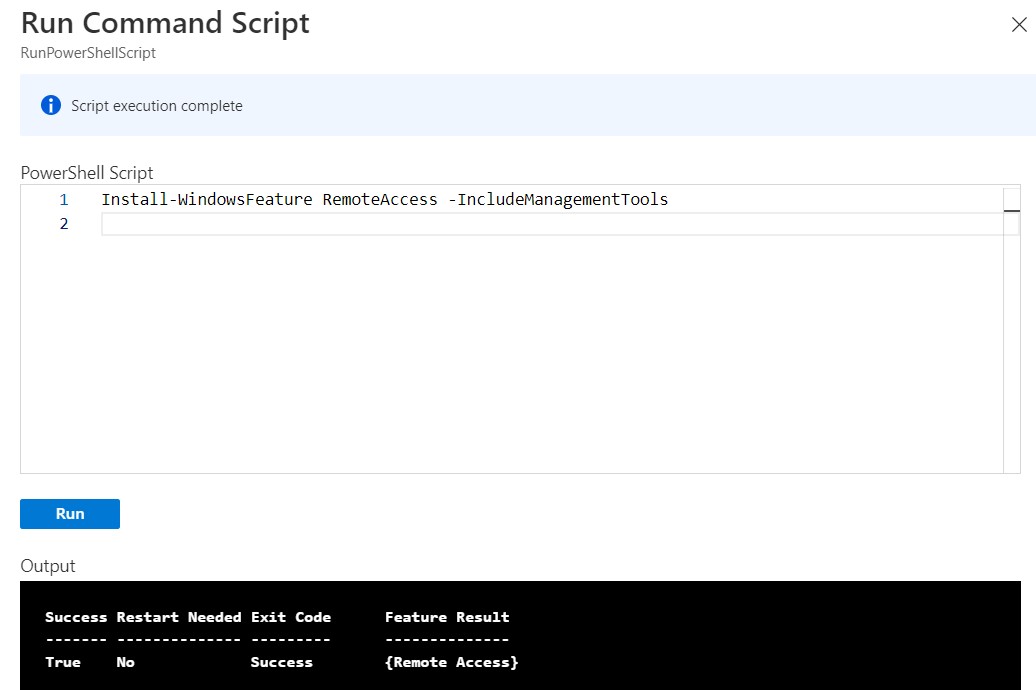 Run Command Script
RunPowerShellScript
Script execution complete
PowerShell Script
1 Install-WindowsFeature RemoteAccess -IncludeManagementTools
2
Run
Output
Success Restart Needed Exit Code      Feature Result
------- -------------- ---------      --------------
True    No             Success        {Remote Access}